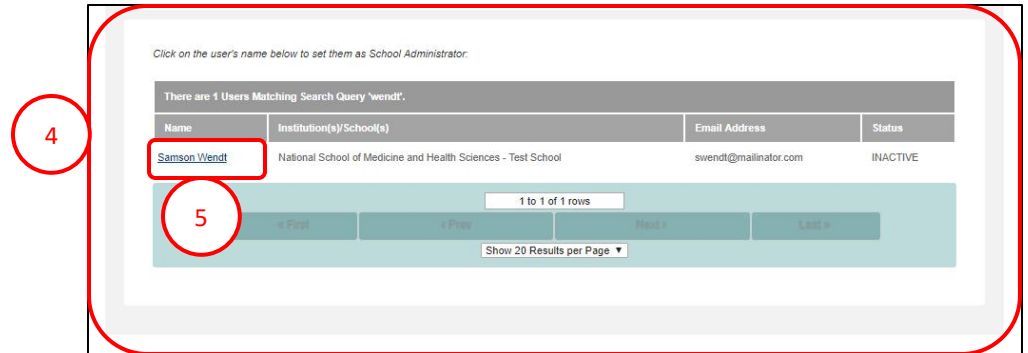 Click on the user's name below to set them as School Administrator:
There are 1 Users Matching Search Query 'wendt'.
Name Institution(s)/School(s) Email Address Status
4
Samson Wendt National School of Medicine and Health Sciences - Test School swendt@mailinator.com INACTIVE
1 to 1 of 1 rows
5
« First ‹ Prev Next › Last »
Show 20 Results per Page ▼